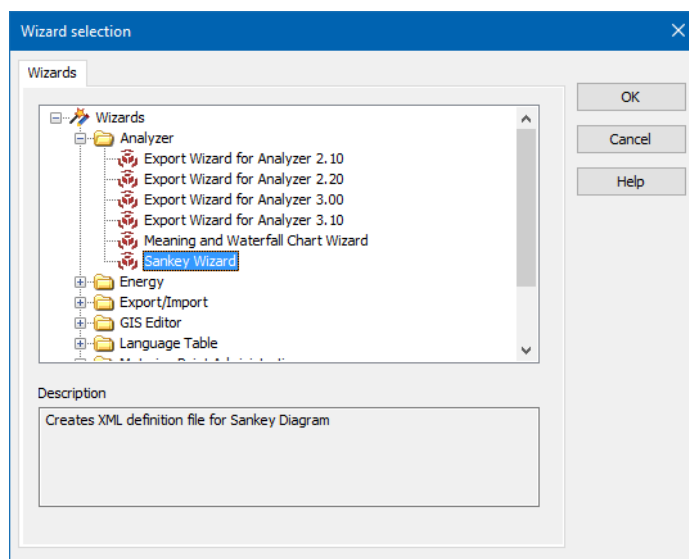 Wizard selection
Wizards
OK
Cancel
Help
Wizards
Analyzer
Export Wizard for Analyzer 2.10
Export Wizard for Analyzer 2.20
Export Wizard for Analyzer 3.00
Export Wizard for Analyzer 3.10
Meaning and Waterfall Chart Wizard
Sankey Wizard
Energy
Export/Import
GIS Editor
Language Table
Description
Creates XML definition file for Sankey Diagram